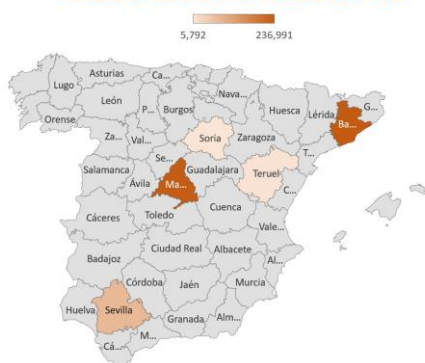 5,792 236,991
Asturias Ca...
Lugo
Nava...
León
P...
Burgos
Huesca
Lérida
G...
Orense
Ba...
Za...
Val...
Soria
Zaragoza
T...
Se...
Salamanca
Guadalajara
Teruel
Ávila
Ma...
C...
Toledo
Cuenca
Cáceres
Vale...
Ciudad Real
Albacete
Badajoz
Al...
Córdoba
Jaén
Murcia
Huelva
Sevilla
Granada
Alm...
M...
Cá...